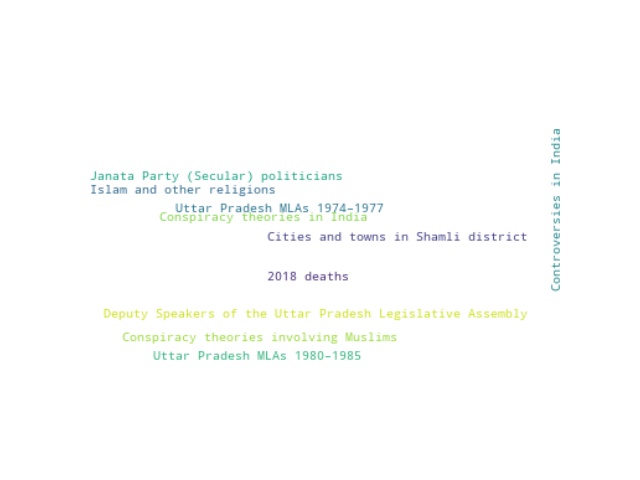 Janata Party (Secular) politicians
Islam and other religions
Uttar Pradesh MLAs 1974–1977
Conspiracy theories in India
Cities and towns in Shamli district
2018 deaths
Deputy Speakers of the Uttar Pradesh Legislative Assembly
Conspiracy theories involving Muslims
Uttar Pradesh MLAs 1980–1985
Controversies in India